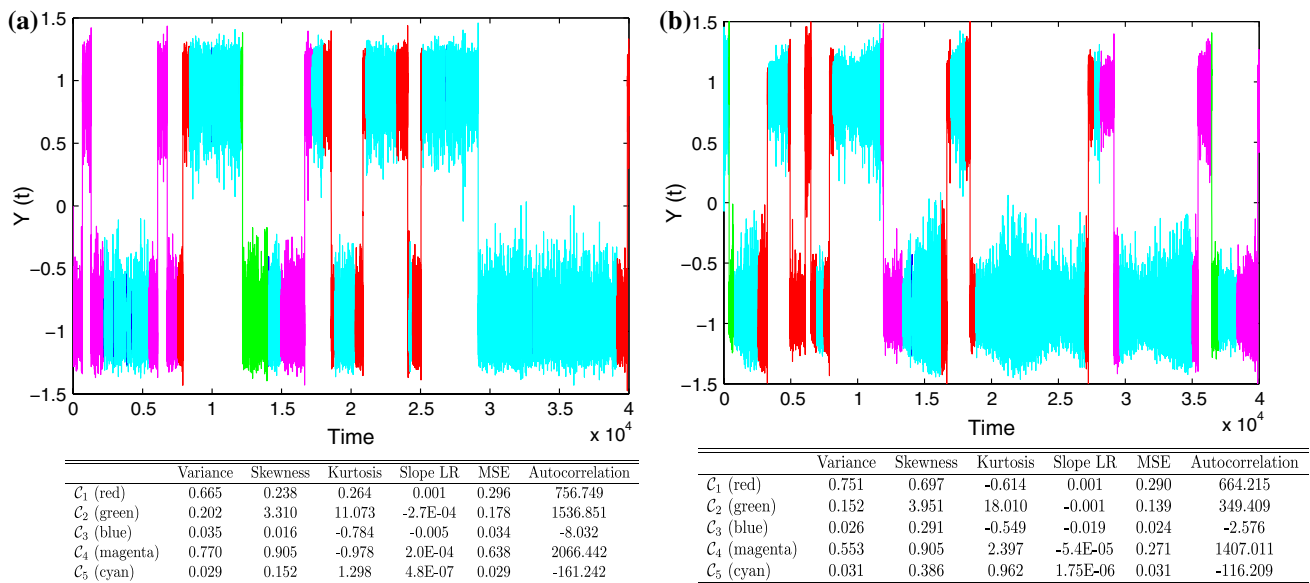 (a)
1.5
1
0.5
0
−0.5
−1
−1.5
Y (t)
0 0.5 1 1.5 2 2.5 3 3.5 4
Time
x 10^4
Variance Skewness Kurtosis Slope LR MSE Autocorrelation
C1 (red) 0.665 0.238 0.264 0.001 0.296 756.749
C2 (green) 0.202 3.310 11.073 -2.7E-04 0.178 1536.851
C3 (blue) 0.035 0.016 -0.784 -0.005 0.034 -8.032
C4 (magenta) 0.770 0.905 -0.978 2.0E-04 0.638 2066.442
C5 (cyan) 0.029 0.152 1.298 4.8E-07 0.029 -161.242
(b)
1.5
1
0.5
0
−0.5
−1
−1.5
Y (t)
0 0.5 1 1.5 2 2.5 3 3.5 4
Time
x 10^4
Variance Skewness Kurtosis Slope LR MSE Autocorrelation
C1 (red) 0.751 0.697 -0.614 0.001 0.290 664.215
C2 (green) 0.152 3.951 18.010 -0.001 0.139 349.409
C3 (blue) 0.026 0.291 -0.549 -0.019 0.024 -2.576
C4 (magenta) 0.553 0.905 2.397 -5.4E-05 0.271 1407.011
C5 (cyan) 0.031 0.386 0.962 1.75E-06 0.031 -116.209